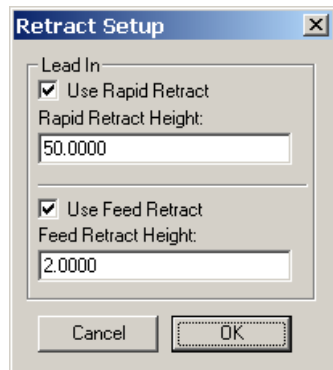 Retract Setup
Lead In
Use Rapid Retract
Rapid Retract Height:
50.0000
Use Feed Retract
Feed Retract Height:
2.0000
Cancel OK